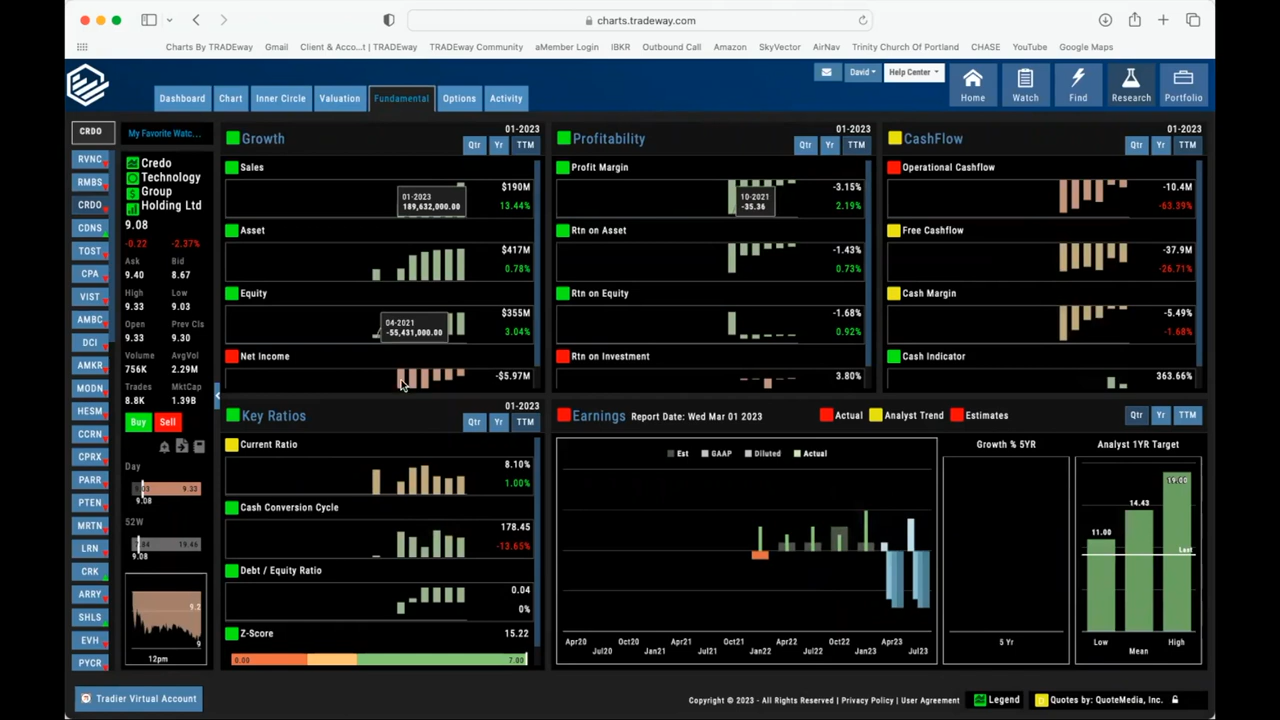 charts.tradeway.com
Charts By TRADEway Gmail Client & Acco...t | TRADEway TRADEway Community aMember Login IBKR Outbound Call Amazon SkyVector AirNav Trinity Church Of Portland CHASE YouTube Google Maps
David Help Center
Home Watch Find Research Portfolio
Dashboard Chart Inner Circle Valuation Fundamental Options Activity
CRDO
RVNC
RMBS
CRDO
CDNS
TOST
CPA
VIST
AMBC
DCI
AMKR
MODN
HESM
CCRN
CPRX
PARR
PTEN
MRTN
LRN
CRK
ARRY
SHLS
EVH
PYCR
My Favorite Watc...
Credo
Technology
Group
Holding Ltd
9.08
-0.22 -2.37%
Ask Bid
9.40 8.67
High Low
9.33 9.03
Open Prev Cls
9.33 9.30
Volume AvgVol
756K 2.29M
Trades MktCap
8.8K 1.39B
Buy Sell
Day
9.33
9.08
52W
19.46
9.08
9.2
9
12pm
Growth 01-2023
Qtr Yr TTM
Sales
$190M
13.44%
01-2023
189,632,000.00
Asset
$417M
0.78%
Equity
$355M
3.04%
04-2021
-55,431,000.00
Net Income
-$5.97M
Profitability 01-2023
Qtr Yr TTM
Profit Margin
-3.15%
2.19%
10-2021
-35.36
Rtn on Asset
-1.43%
0.73%
Rtn on Equity
-1.68%
0.92%
Rtn on Investment
3.80%
CashFlow 01-2023
Qtr Yr TTM
Operational Cashflow
-10.4M
-63.39%
Free Cashflow
-37.9M
-26.71%
Cash Margin
-5.49%
-1.68%
Cash Indicator
363.66%
Key Ratios 01-2023
Qtr Yr TTM
Current Ratio
8.10%
1.00%
Cash Conversion Cycle
178.45
-13.65%
Debt / Equity Ratio
0.04
0%
Z-Score 15.22
0.00 7.00
Earnings Report Date: Wed Mar 01 2023 Actual Analyst Trend Estimates Qtr Yr TTM
Est GAAP Diluted Actual
Apr20 Oct20 Apr21 Oct21 Apr22 Oct22 Apr23
Jul20 Jan21 Jul21 Jan22 Jul22 Jan23 Jul23
Growth % 5YR
5 Yr
Analyst 1YR Target
19.00
14.43
11.00
Last
Low High
Mean
Tradier Virtual Account
Copyright © 2023 - All Rights Reserved | Privacy Policy | User Agreement Legend Quotes by: QuoteMedia, Inc.